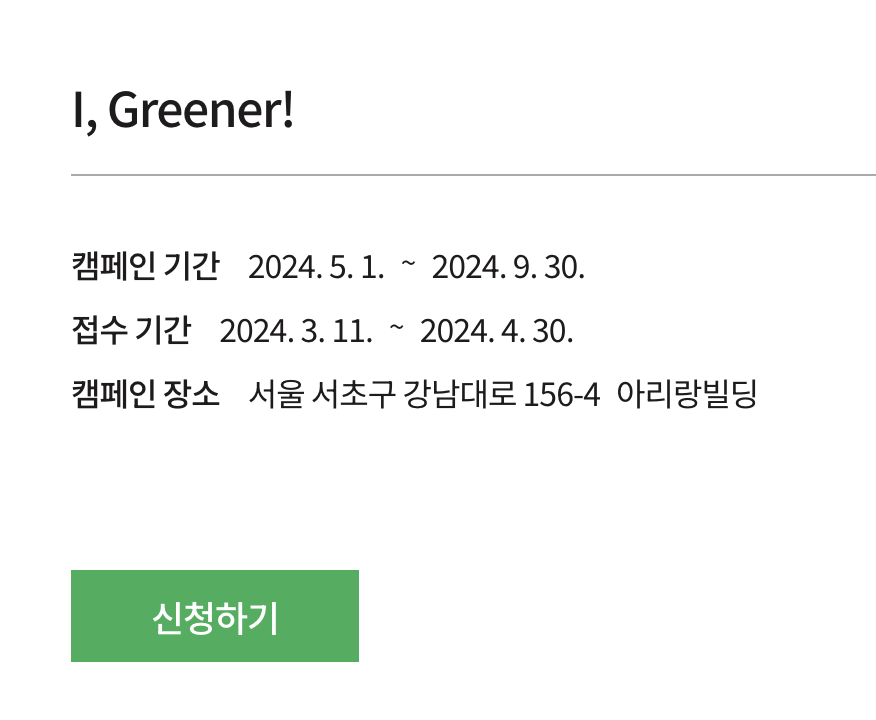 I, Greener!
캠페인 기간 2024. 5. 1. ~ 2024. 9. 30.
접수 기간 2024. 3. 11. ~ 2024. 4. 30.
캠페인 장소 서울 서초구 강남대로 156-4 아리랑빌딩
신청하기